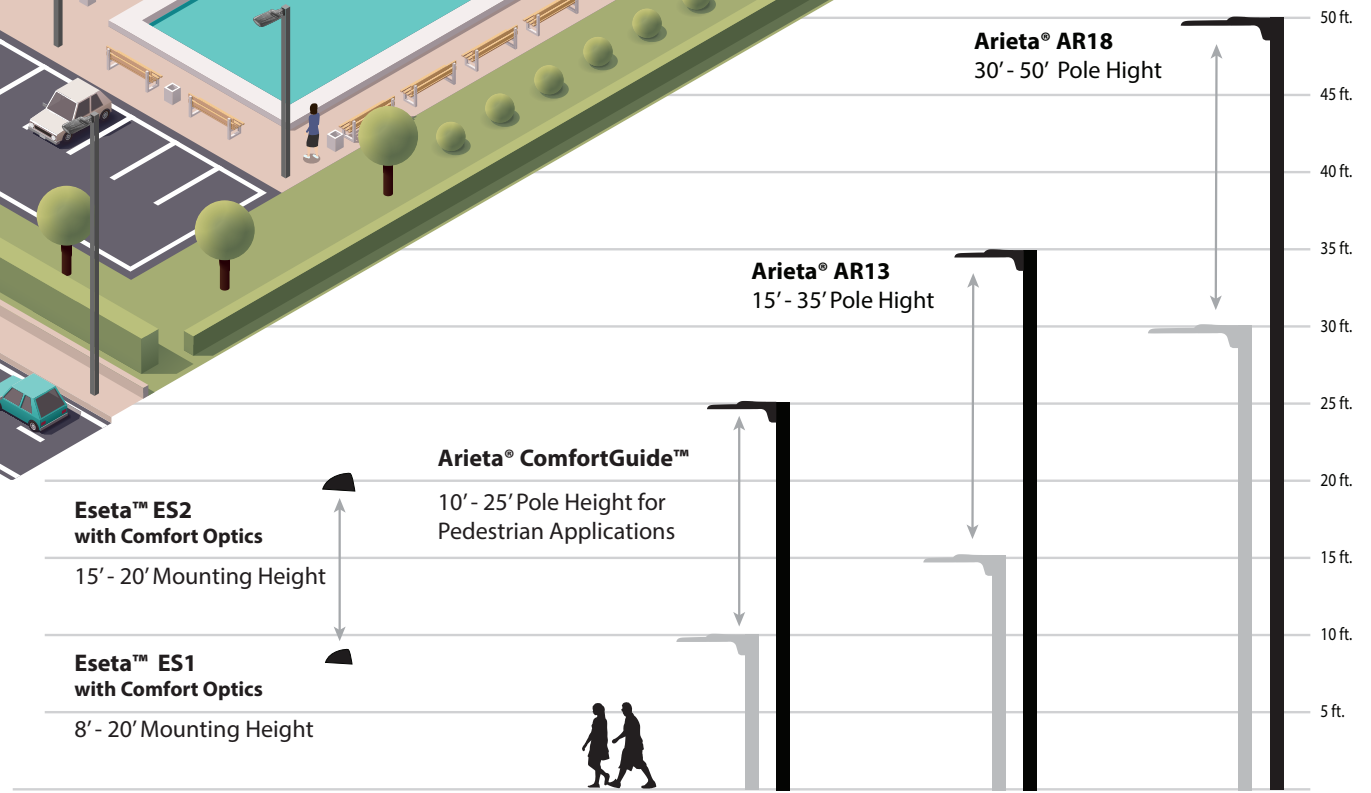 Arieta® AR18
30’ - 50’ Pole Hight
50 ft.
45 ft.
40 ft.
35 ft.
Arieta® AR13
15’ - 35’ Pole Hight
30 ft.
25 ft.
Arieta® ComfortGuide™
10’ - 25’ Pole Height for
Pedestrian Applications
20 ft.
Eseta™ ES2
with Comfort Optics
15’ - 20’ Mounting Height
15 ft.
10 ft.
Eseta™ ES1
with Comfort Optics
8’ - 20’ Mounting Height
5 ft.